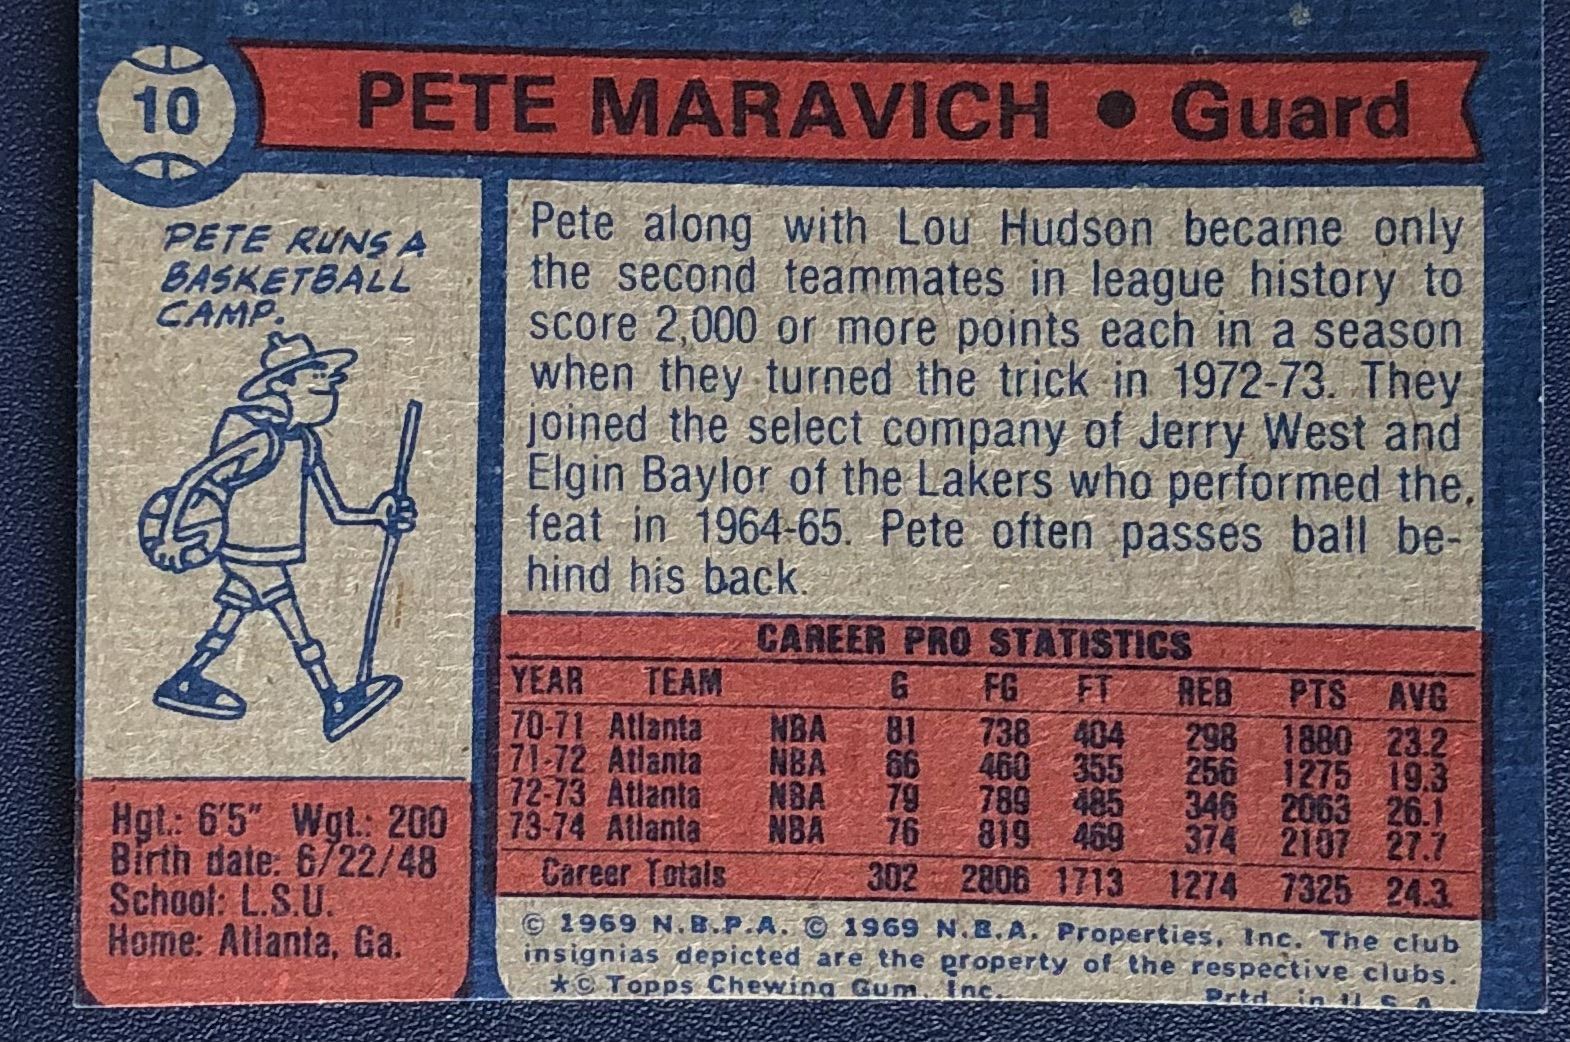 10
PETE MARAVICH • Guard
PETE RUNS A
BASKETBALL
CAMP.
Pete along with Lou Hudson became only
the second teammates in league history to
score 2,000 or more points each in a season
when they turned the trick in 1972-73. They
joined the select company of Jerry West and
Elgin Baylor of the Lakers who performed the
feat in 1964-65. Pete often passes ball be-
hind his back.
Hgt.: 6'5" Wgt.: 200
Birth date: 6/22/48
School: L.S.U.
Home: Atlanta, Ga.
CAREER PRO STATISTICS
YEAR TEAM G FG FT REB PTS AVG
70-71 Atlanta NBA 81 738 404 298 1880 23.2
71-72 Atlanta NBA 66 460 355 256 1275 19.3
72-73 Atlanta NBA 79 789 485 346 2063 26.1
73-74 Atlanta NBA 76 819 469 374 2107 27.7
Career Totals 302 2806 1713 1274 7325 24.3
© 1969 N.B.P.A. © 1969 N.B.A. Properties, Inc. The club
insignias depicted are the property of the respective clubs.
★© Topps Chewing Gum, Inc. Prtd. in U.S.A.